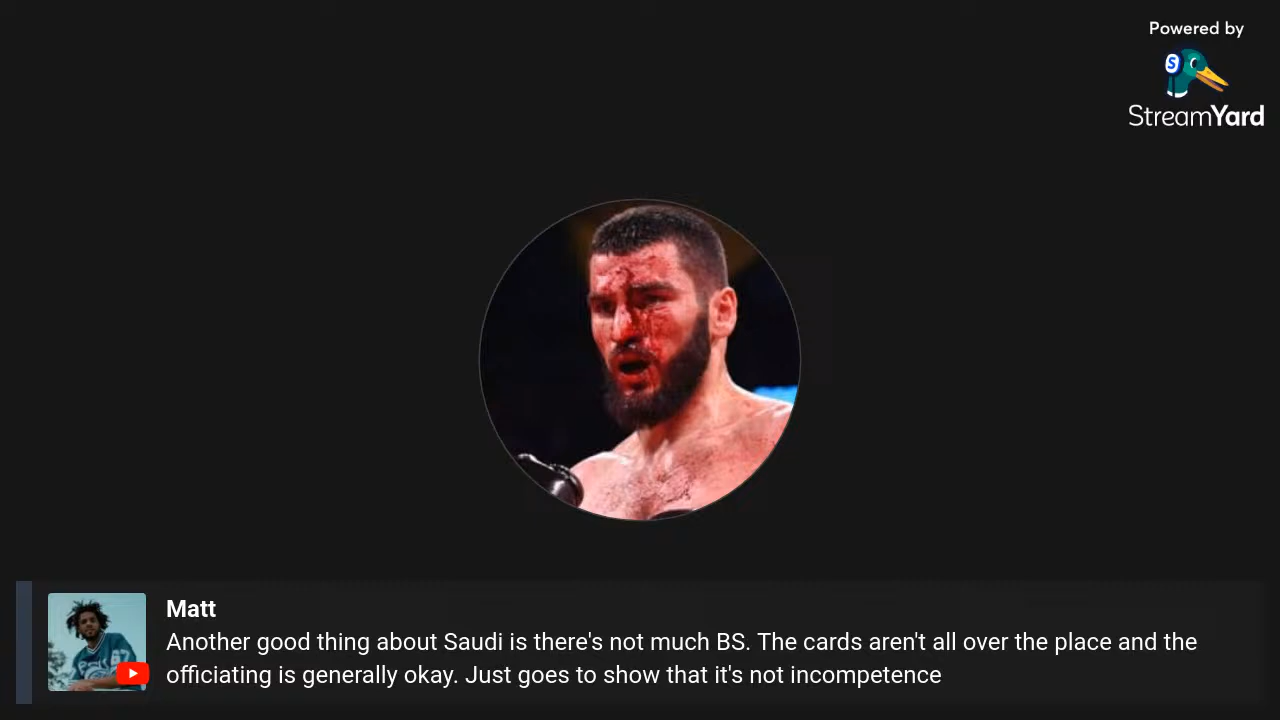 Powered by
S
StreamYard
Matt
Another good thing about Saudi is there's not much BS. The cards aren't all over the place and the
officiating is generally okay. Just goes to show that it's not incompetence